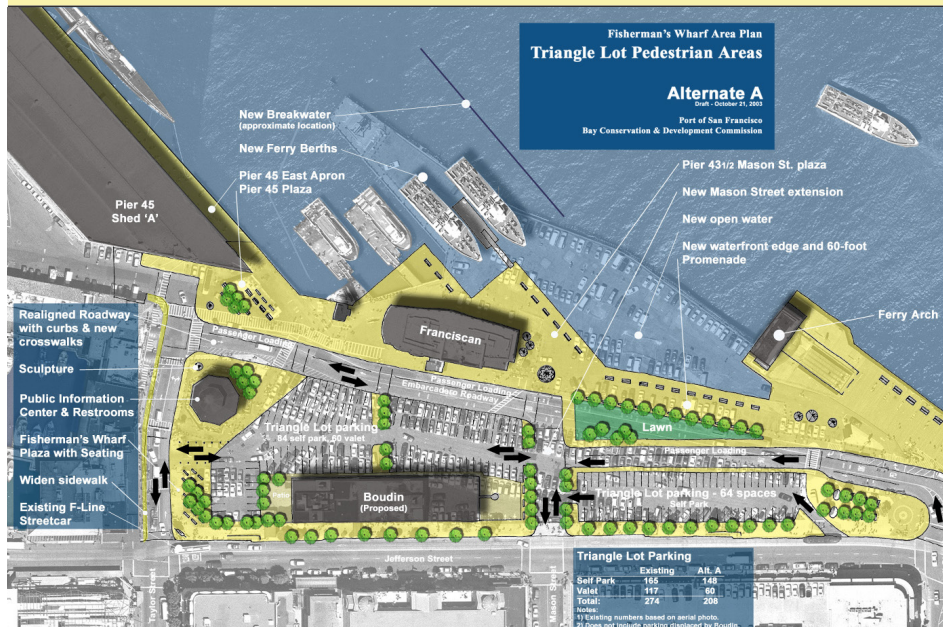 Fisherman's Wharf Area Plan
Triangle Lot Pedestrian Areas
Alternate A
Draft - October 21, 2003
Port of San Francisco
Bay Conservation & Development Commission
New Breakwater
(approximate location)
New Ferry Berths
Pier 45 East Apron
Pier 45 Plaza
Pier 45
Shed 'A'
Pier 43 1/2 Mason St. plaza
New Mason Street extension
New open water
New waterfront edge and 60-foot
Promenade
Ferry Arch
Realigned Roadway
with curbs & new
crosswalks
Sculpture
Public Information
Center & Restrooms
Fisherman's Wharf
Plaza with Seating
Widen sidewalk
Existing F-Line
Streetcar
Franciscan
Passenger Loading
Passenger Loading
Embarcadero Roadway
Triangle Lot parking
84 self park, 60 valet
Lawn
Passenger Loading
Patio
Boudin
(Proposed)
Triangle Lot parking - 64 spaces
Self Park
Jefferson Street
Taylor Street
Mason Street
Triangle Lot Parking
Existing Alt. A
Self Park 165 148
Valet 117 60
Total: 274 208
Notes:
1) Existing numbers based on aerial photo.
2) Does not include parking displaced by Boudin